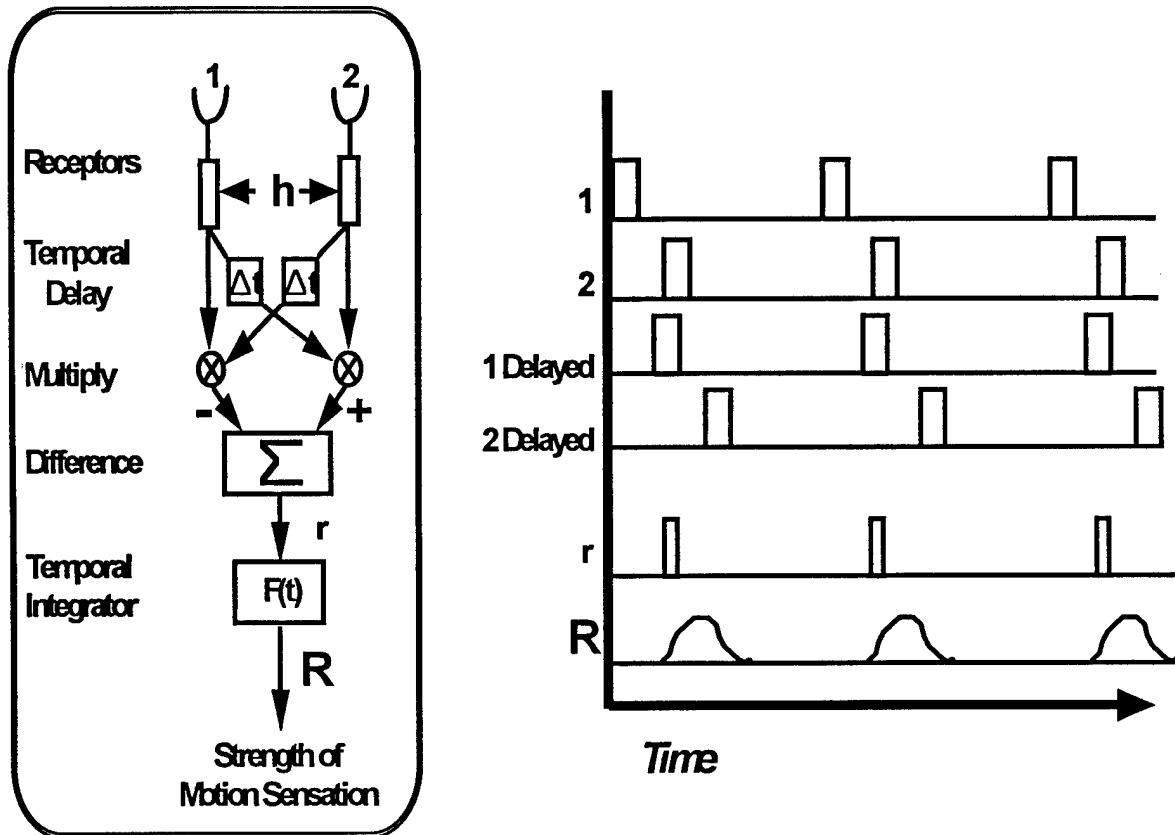 1 2
Receptors
h
Temporal
Delay
Δt Δt
Multiply
X X
- +
Difference
Σ
r
Temporal
Integrator
F(t)
R
Strength of
Motion Sensation
1
2
1 Delayed
2 Delayed
r
R
Time